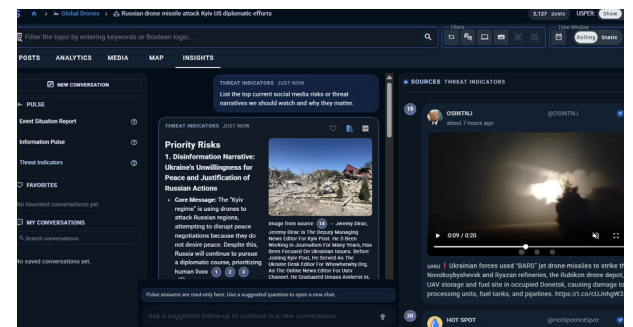 Global Drones > Russian drone missile attack Kyiv US diplomatic efforts
2,127 posts USPER: Show
Filter the topic by entering keywords or Boolean logic...
Filters
Time Window
Rolling Static
POSTS ANALYTICS MEDIA MAP INSIGHTS
NEW CONVERSATION
PULSE
Event Situation Report
Information Pulse
Threat Indicators
FAVORITES
No favorited conversations yet.
MY CONVERSATIONS
Search conversations
No saved conversations yet.
THREAT INDICATORS JUST NOW
List the top current social media risks or threat
narratives we should watch and why they matter.
THREAT INDICATORS JUST NOW
Priority Risks
1. Disinformation Narrative:
Ukraine's Unwillingness for
Peace and Justification of
Russian Actions
• Core Message: The "Kyiv
regime" is using drones to
attack Russian regions,
attempting to disrupt peace
negotiations because they do
not desire peace. Despite this,
Russia will continue to pursue
a diplomatic course, prioritizing
human lives 1 2 3
Image from source 14 – Jeremy Dirac,
Jeremy Dirac Is The Deputy Managing
News Editor For Kyiv Post. He S Been
Working In Journalism For Many Years, Has
Been Focused On Ukrainian Issues. Before
Joining Kyiv Post, He Served As The
Ukraine Desk Editor For Whowhatwhy.Org,
As The Online News Editor For Uatv
Channel. He Graduated Umass Amherst In,
Pulse answers are read-only here. Use a suggested question to open a new chat.
Ask a suggested follow-up to continue in a new conversation.
SOURCES THREAT INDICATORS
19
OSINTNJ @OSINTNJ
about 7 hours ago
0:09 / 0:20
Ukrainian forces used "BARS" jet drone-missiles to strike th
Novokuybyshevsk and Ryazan refineries, the Rubikon drone depot,
UAV storage and fuel site in occupied Donetsk, causing damage to
processing units, fuel tanks, and pipelines.
20
HOT SPOT @HotSpotHotSpot